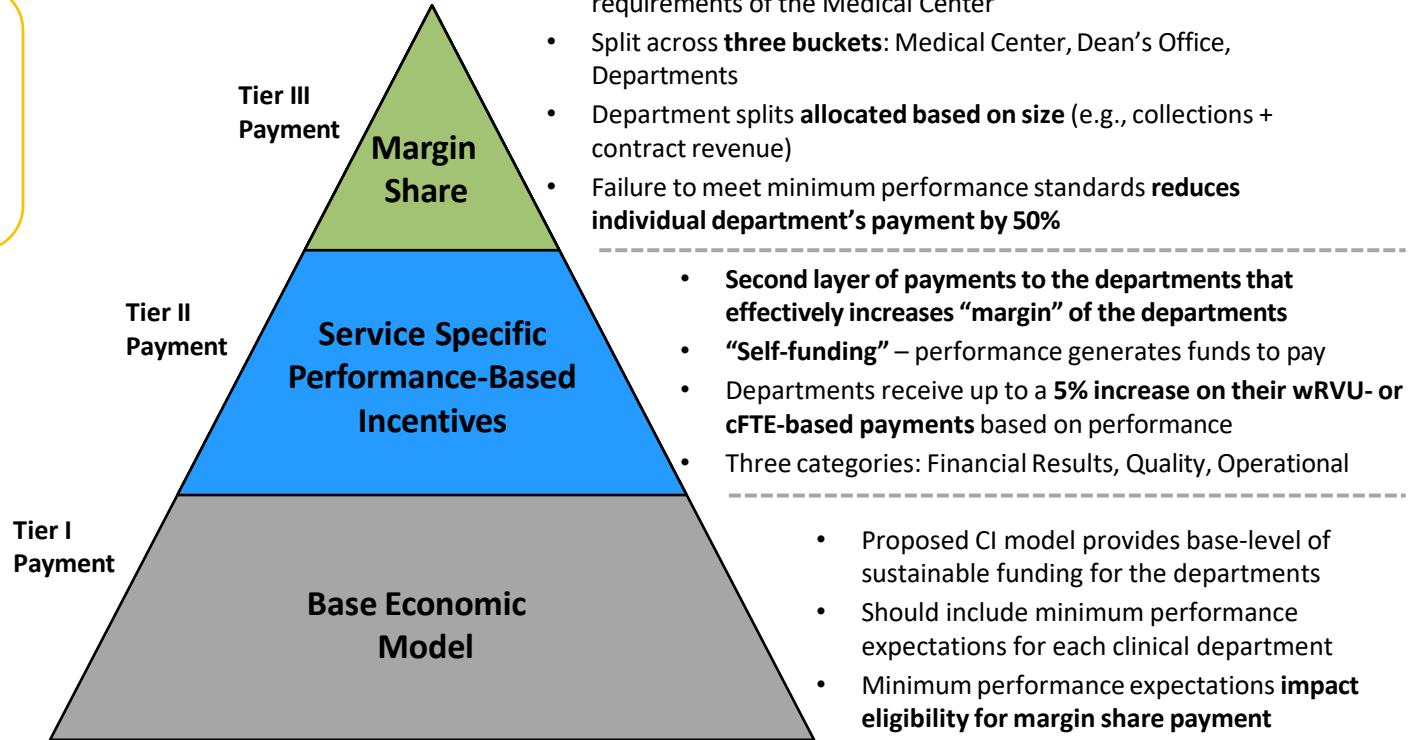 requirements of the Medical Center
• Split across three buckets: Medical Center, Dean’s Office,
Departments
• Department splits allocated based on size (e.g., collections +
contract revenue)
• Failure to meet minimum performance standards reduces
individual department’s payment by 50%
Tier III
Payment
Margin
Share
• Second layer of payments to the departments that
effectively increases “margin” of the departments
• “Self-funding” – performance generates funds to pay
• Departments receive up to a 5% increase on their wRVU- or
cFTE-based payments based on performance
• Three categories: Financial Results, Quality, Operational
Tier II
Payment
Service Specific
Performance-Based
Incentives
Tier I
Payment
Base Economic
Model
• Proposed CI model provides base-level of
sustainable funding for the departments
• Should include minimum performance
expectations for each clinical department
• Minimum performance expectations impact
eligibility for margin share payment